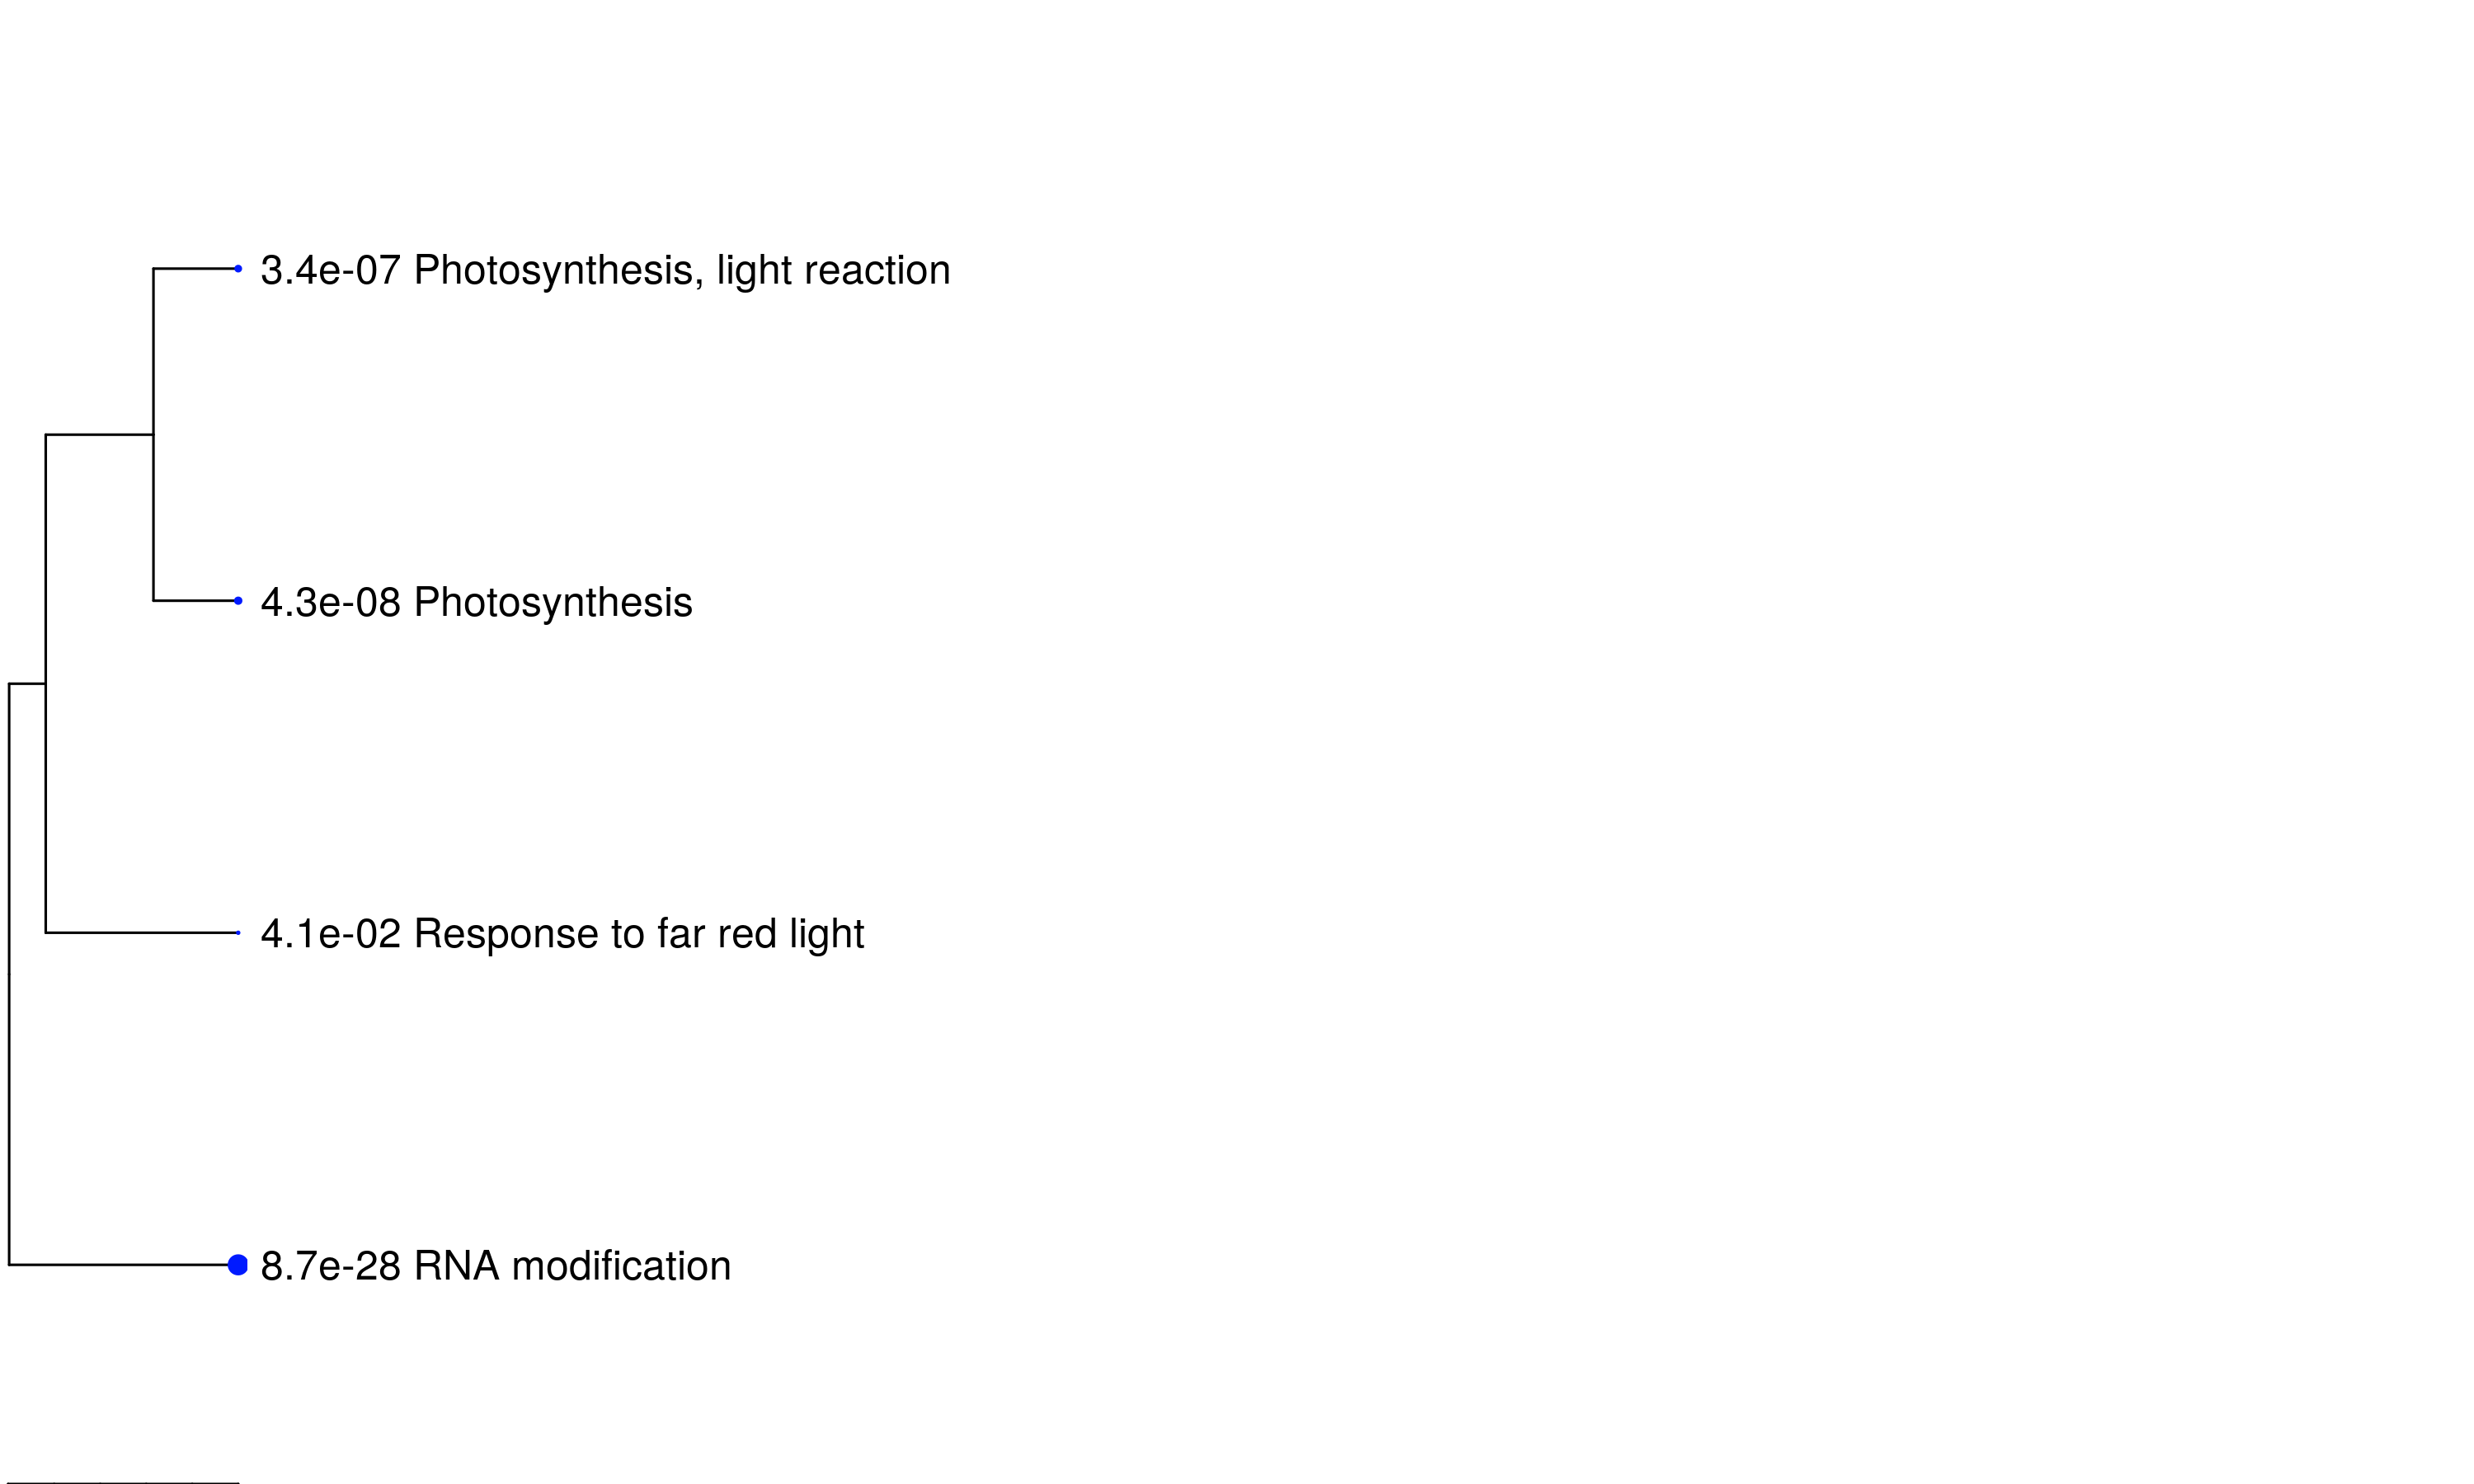 3.4e-07 Photosynthesis, light reaction
4.3e-08 Photosynthesis
4.1e-02 Response to far red light
8.7e-28 RNA modification